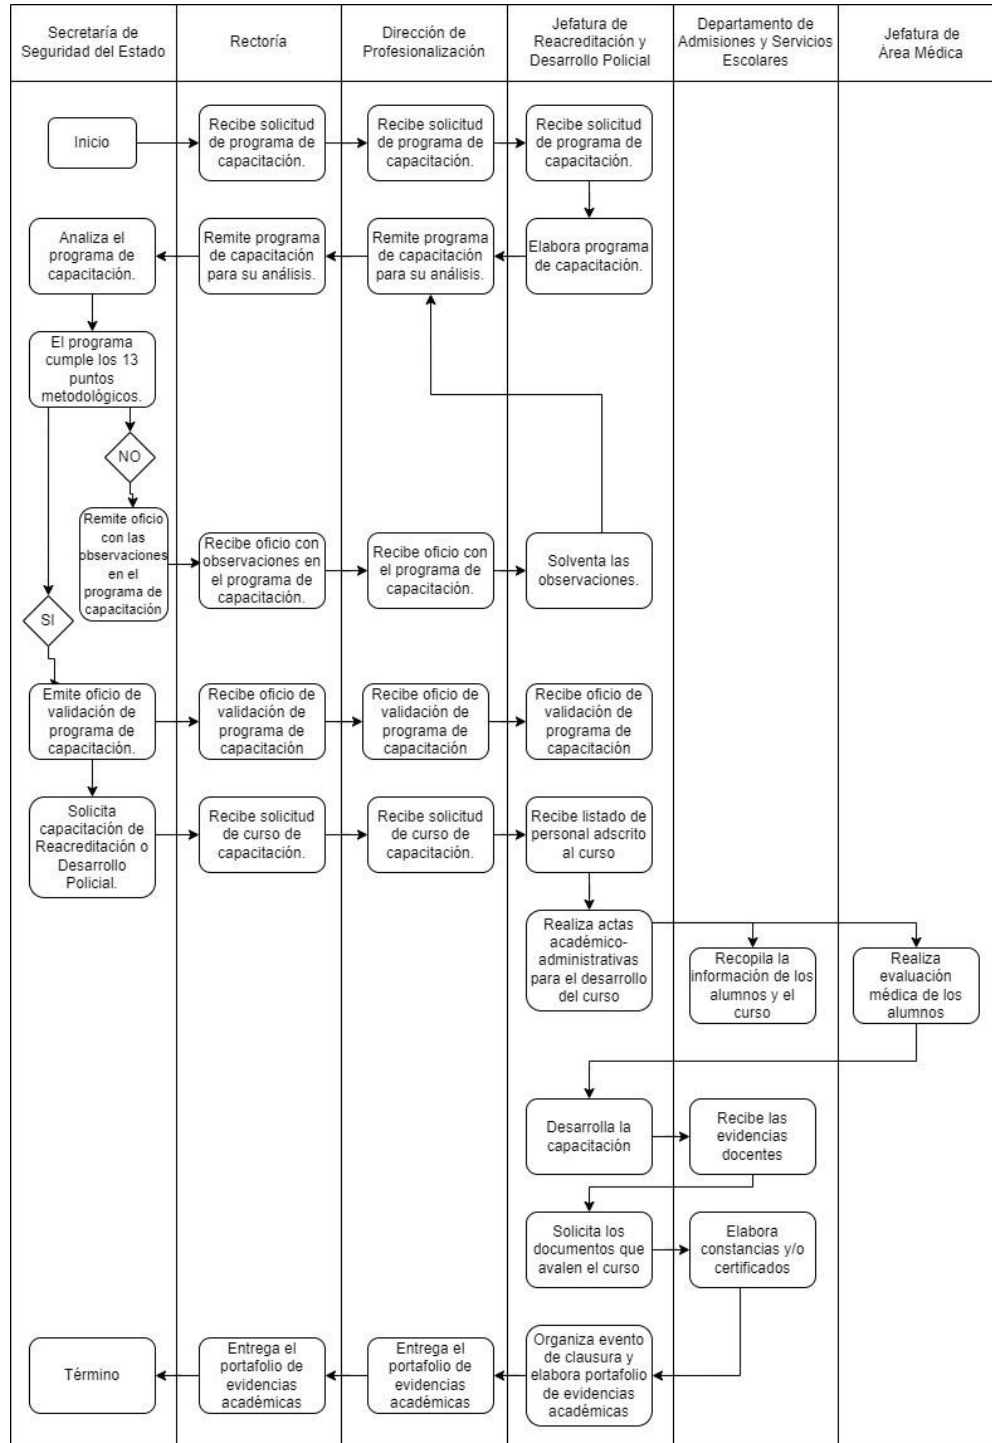 Secretaría de
Seguridad del Estado
Rectoría
Dirección de
Profesionalización
Jefatura de
Reacreditación y
Desarrollo Policial
Departamento de
Admisiones y Servicios
Escolares
Jefatura de
Área Médica
Inicio
Recibe solicitud
de programa de
capacitación.
Recibe solicitud
de programa de
capacitación.
Recibe solicitud
de programa de
capacitación.
Analiza el
programa de
capacitación.
Remite programa
de capacitación
para su análisis.
Remite programa
de capacitación
para su análisis.
Elabora programa
de capacitación.
El programa
cumple los 13
puntos
metodológicos.
NO
Remite oficio
con las
observaciones
en el
programa de
capacitación
Recibe oficio con
observaciones en
el programa de
capacitación.
Recibe oficio con
el programa de
capacitación.
Solventa las
observaciones.
SI
Emite oficio de
validación de
programa de
capacitación.
Recibe oficio de
validación de
programa de
capacitación
Recibe oficio de
validación de
programa de
capacitación
Recibe oficio de
validación de
programa de
capacitación
Solicita
capacitación de
Reacreditación o
Desarrollo
Policial.
Recibe solicitud
de curso de
capacitación.
Recibe solicitud
de curso de
capacitación.
Recibe listado de
personal adscrito
al curso
Realiza actas
académico-
administrativas
para el desarrollo
del curso
Recopila la
información de los
alumnos y el
curso
Realiza
evaluación
médica de los
alumnos
Desarrolla la
capacitación
Recibe las
evidencias
docentes
Solicita los
documentos que
avalen el curso
Elabora
constancias y/o
certificados
Término
Entrega el
portafolio de
evidencias
académicas
Entrega el
portafolio de
evidencias
académicas
Organiza evento
de clausura y
elabora portafolio
de evidencias
académicas